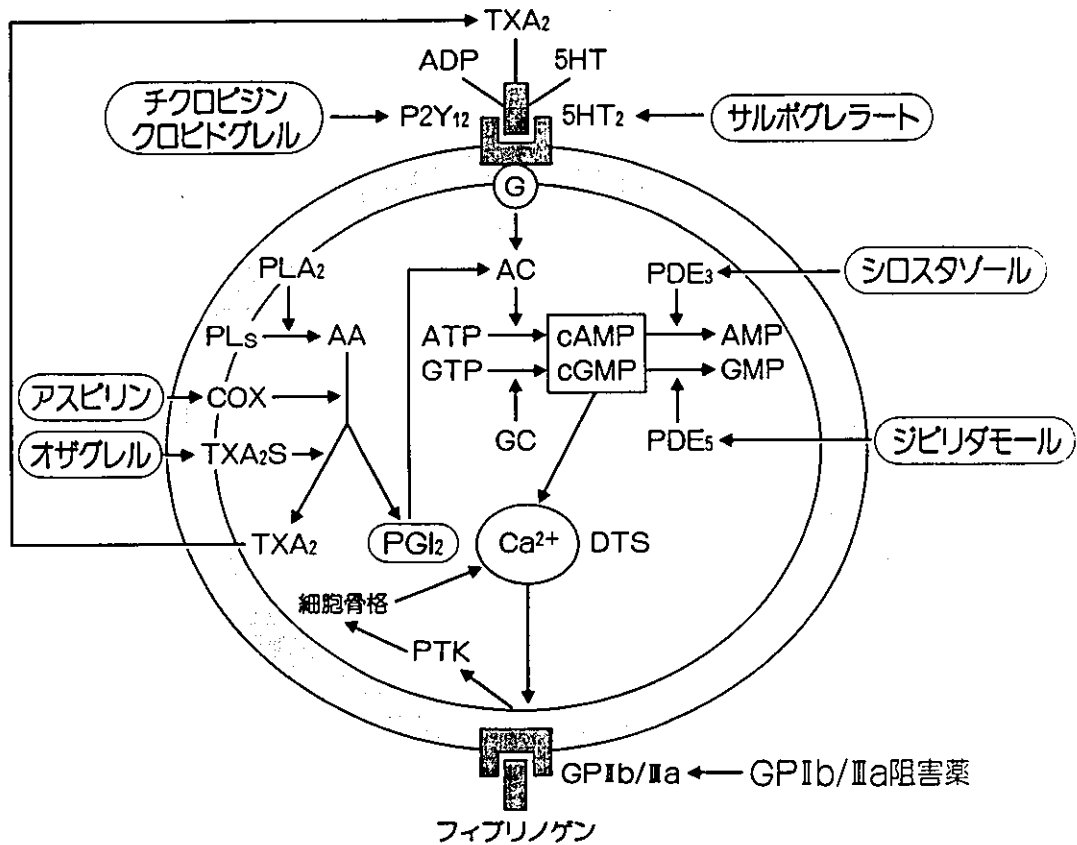 TXA₂
ADP 5HT
チクロピジン
クロピドグレル
P2Y₁₂
5HT₂
サルポグレラート
G
PLA₂
AC
PDE₃
シロスタゾール
PLs
AA
ATP
cAMP
AMP
GTP
cGMP
GMP
アスピリン
COX
GC
PDE₅
ジピリダモール
オザグレル
TXA₂S
TXA₂
PGI₂
Ca²⁺
DTS
細胞骨格
PTK
GPⅡb/Ⅲa
GPⅡb/Ⅲa阻害薬
フィブリノゲン